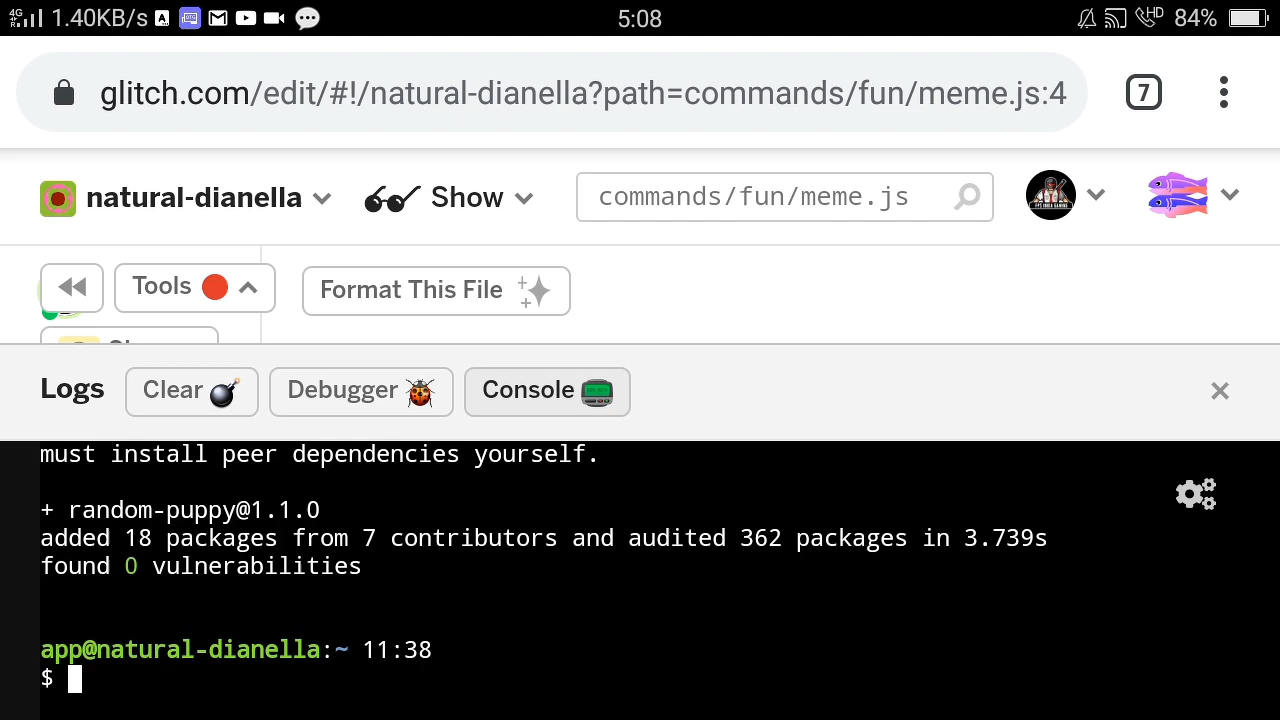 4G R 1.40KB/s A 5:08 HD 84%
glitch.com/edit/#!/natural-dianella?path=commands/fun/meme.js:4 7
natural-dianella Show commands/fun/meme.js
Tools Format This File
Logs Clear Debugger Console ×
must install peer dependencies yourself.
+ random-puppy@1.1.0
added 18 packages from 7 contributors and audited 362 packages in 3.739s
found 0 vulnerabilities
app@natural-dianella:~ 11:38
$